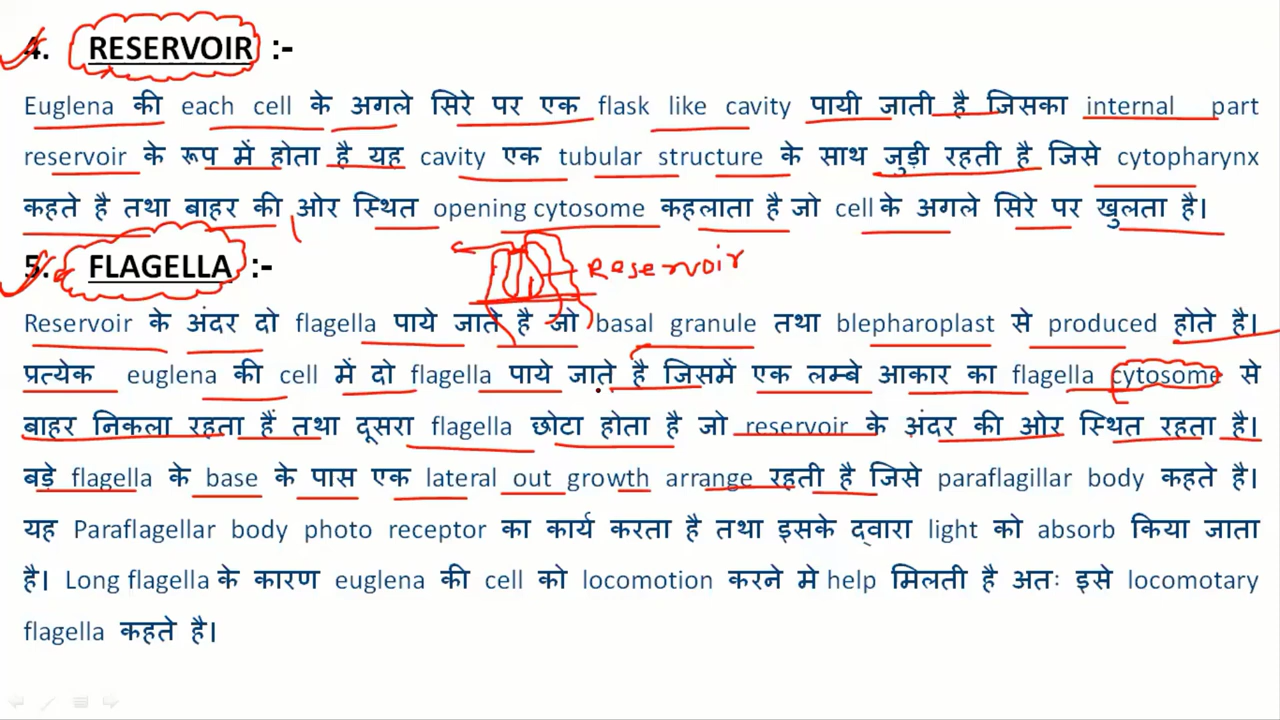 4. RESERVOIR :-
Euglena की each cell के अगले सिरे पर एक flask like cavity पायी जाती है जिसका internal part
reservoir के रूप में होता है यह cavity एक tubular structure के साथ जुड़ी रहती है जिसे cytopharynx
कहते है तथा बाहर की ओर स्थित opening cytosome कहलाता है जो cell के अगले सिरे पर खुलता है।
5. FLAGELLA :-
Reservoir
Reservoir के अंदर दो flagella पाये जाते है जो basal granule तथा blepharoplast से produced होते है।
प्रत्येक euglena की cell में दो flagella पाये जाते है जिसमें एक लम्बे आकार का flagella cytosome से
बाहर निकला रहता हैं तथा दूसरा flagella छोटा होता है जो reservoir के अंदर की ओर स्थित रहता है।
बड़े flagella के base के पास एक lateral out growth arrange रहती है जिसे paraflagillar body कहते है।
यह Paraflagellar body photo receptor का कार्य करता है तथा इसके द्वारा light को absorb किया जाता
है। Long flagella के कारण euglena की cell को locomotion करने मे help मिलती है अतः इसे locomotary
flagella कहते है।